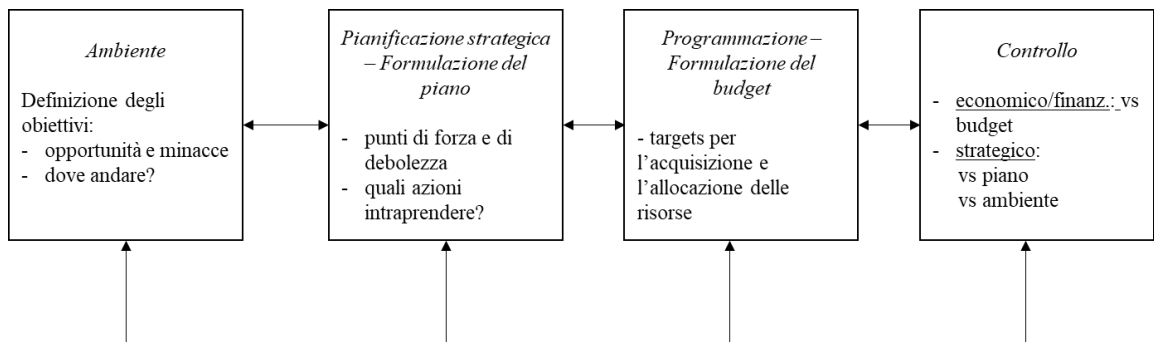 Ambiente
Definizione degli
obiettivi:
- opportunità e minacce
- dove andare?
Pianificazione strategica
– Formulazione del
piano
- punti di forza e di
debolezza
- quali azioni
intraprendere?
Programmazione –
Formulazione del
budget
- targets per
l’acquisizione e
l’allocazione delle
risorse
Controllo
- economico/finanz.: vs
budget
- strategico:
vs piano
vs ambiente